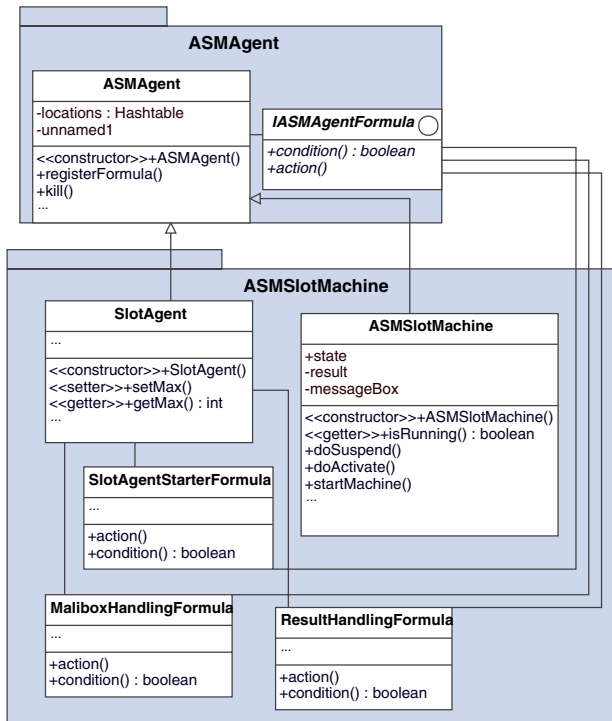 ASMAgent
ASMAgent
-locations : Hashtable
-unnamed1
<<constructor>>+ASMAgent()
+registerFormula()
+kill()
...
IASMAgentFormula
+condition() : boolean
+action()
ASMSlotMachine
SlotAgent
...
<<constructor>>+SlotAgent()
<<setter>>+setMax()
<<getter>>+getMax() : int
...
ASMSlotMachine
+state
-result
-messageBox
<<constructor>>+ASMSlotMachine()
<<getter>>+isRunning() : boolean
+doSuspend()
+doActivate()
+startMachine()
...
SlotAgentStarterFormula
...
+action()
+condition() : boolean
MaliboxHandlingFormula
...
+action()
+condition() : boolean
ResultHandlingFormula
...
+action()
+condition() : boolean